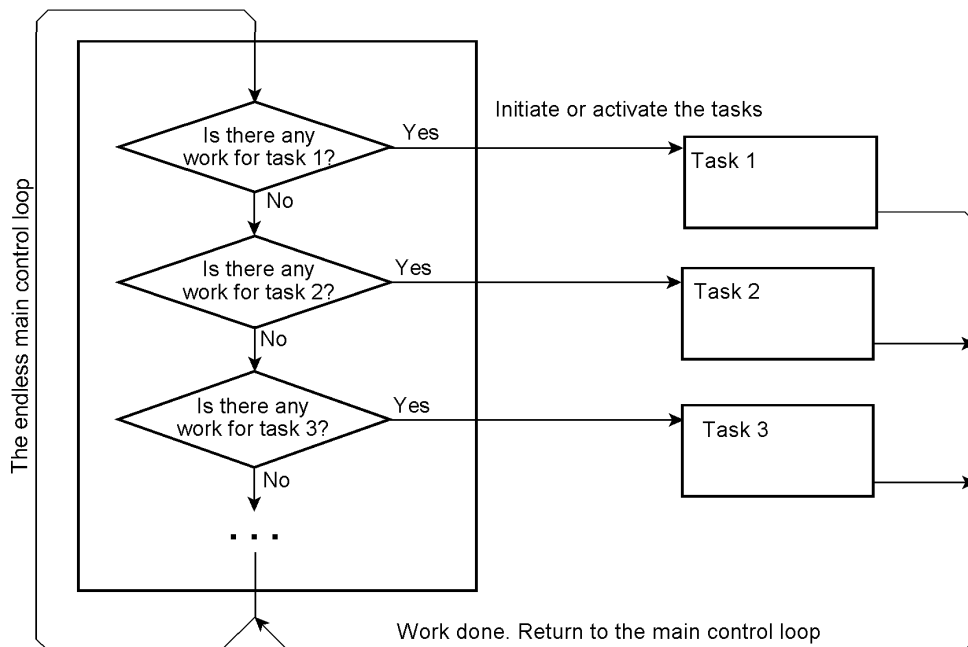 Initiate or activate the tasks
Is there any
work for task 1?
Yes
Task 1
No
Is there any
work for task 2?
Yes
Task 2
No
Is there any
work for task 3?
Yes
Task 3
No
. . .
The endless main control loop
Work done. Return to the main control loop